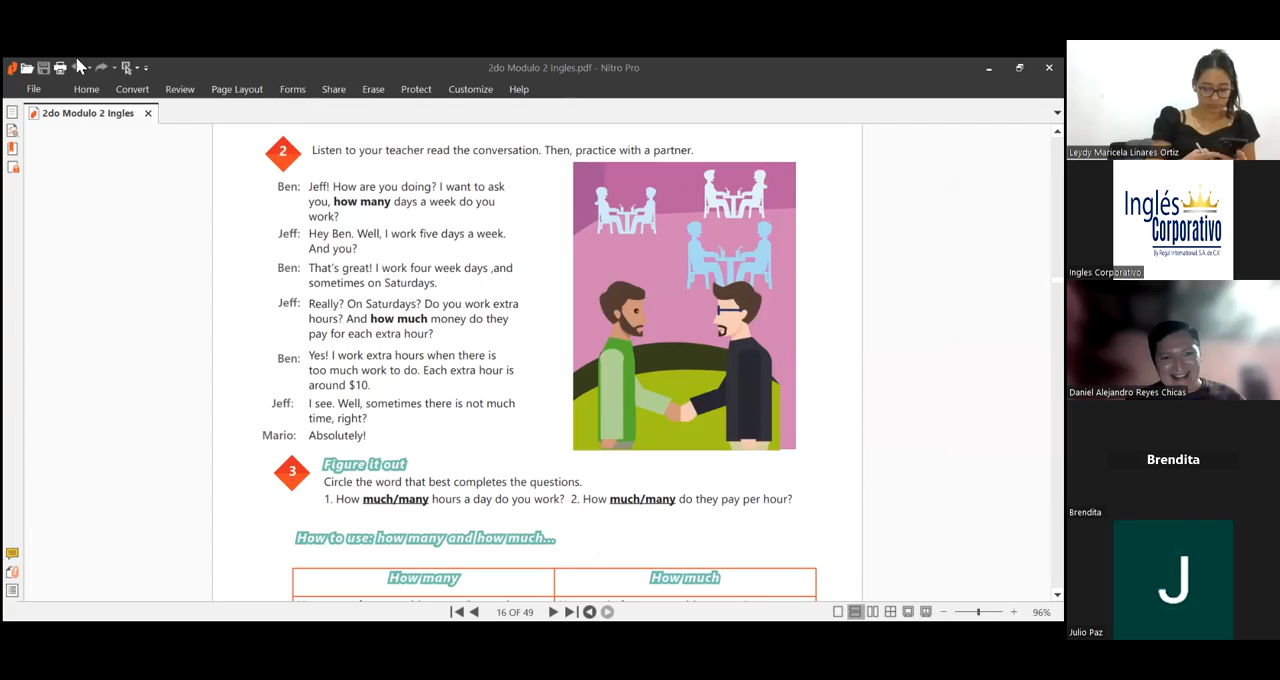 2do Modulo 2 Ingles.pdf - Nitro Pro
File Home Convert Review Page Layout Forms Share Erase Protect Customize Help
2do Modulo 2 Ingles
2 Listen to your teacher read the conversation. Then, practice with a partner.
Ben: Jeff! How are you doing? I want to ask
you, how many days a week do you
work?
Jeff: Hey Ben. Well, I work five days a week.
And you?
Ben: That's great! I work four week days ,and
sometimes on Saturdays.
Jeff: Really? On Saturdays? Do you work extra
hours? And how much money do they
pay for each extra hour?
Ben: Yes! I work extra hours when there is
too much work to do. Each extra hour is
around $10.
Jeff: I see. Well, sometimes there is not much
time, right?
Mario: Absolutely!
3 Figure it out
Circle the word that best completes the questions.
1. How much/many hours a day do you work? 2. How much/many do they pay per hour?
How to use: how many and how much...
How many How much
16 OF 49
96%
Leydy Maricela Linares Ortiz
Inglés
Corporativo
By Regal International, S.A. de C.V.
Ingles Corporativo
Daniel Alejandro Reyes Chicas
Brendita
Brendita
J
Julio Paz